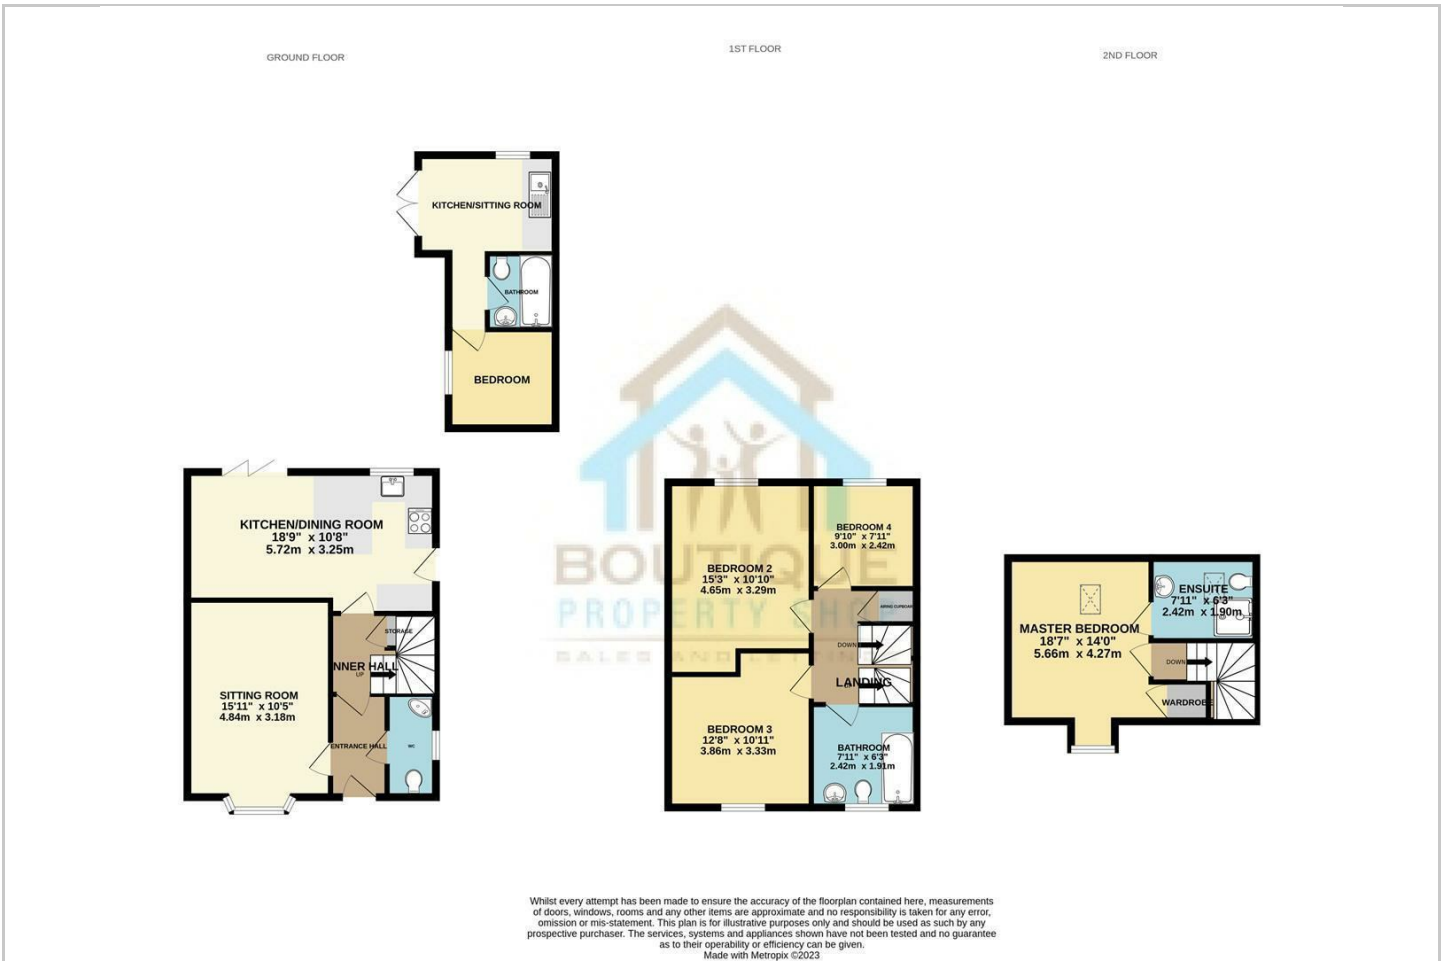 GROUND FLOOR
1ST FLOOR
2ND FLOOR
KITCHEN/SITTING ROOM
BATHROOM
BEDROOM
KITCHEN/DINING ROOM
18'9" x 10'8"
5.72m x 3.25m
STORAGE
INNER HALL
UP
SITTING ROOM
15'11" x 10'5"
4.84m x 3.18m
ENTRANCE HALL
WC
BEDROOM 2
15'3" x 10'10"
4.65m x 3.29m
BEDROOM 4
9'10" x 7'11"
3.00m x 2.42m
AIRING CUPBOARD
DOWN
LANDING
BEDROOM 3
12'8" x 10'11"
3.86m x 3.33m
BATHROOM
7'11" x 6'3"
2.42m x 1.91m
MASTER BEDROOM
18'7" x 14'0"
5.66m x 4.27m
ENSUITE
7'11" x 6'3"
2.42m x 1.90m
DOWN
WARDROBE
BOUTIQUE
PROPERTY SHOP
SALES AND LETTINGS
Whilst every attempt has been made to ensure the accuracy of the floorplan contained here, measurements
of doors, windows, rooms and any other items are approximate and no responsibility is taken for any error,
omission or mis-statement. This plan is for illustrative purposes only and should be used as such by any
prospective purchaser. The services, systems and appliances shown have not been tested and no guarantee
as to their operability or efficiency can be given.
Made with Metropix ©2023